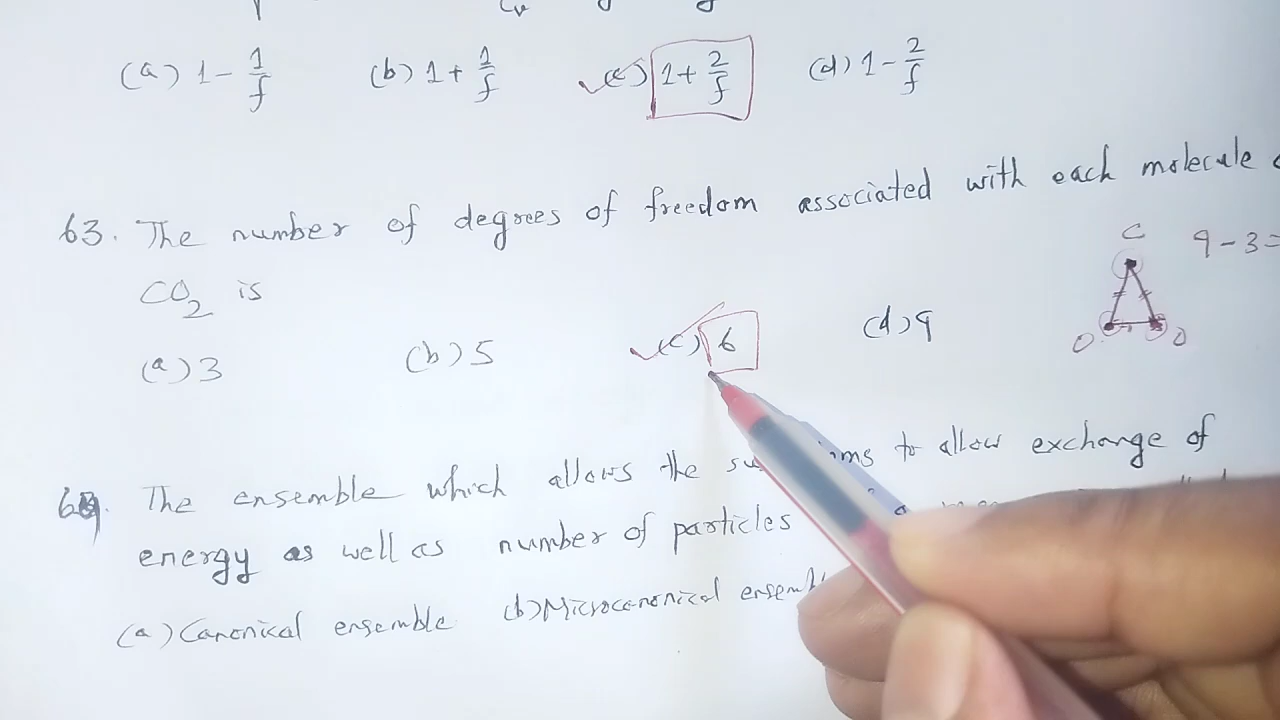 Cv
(a) 1 - 1/f (b) 1 + 1/f (c) 1 + 2/f (d) 1 - 2/f
63. The number of degrees of freedom associated with each molecule
CO2 is
C 9 - 3 =
O O
(a) 3 (b) 5 (c) 6 (d) 9
The ensemble which allows the to allow exchange of
energy as well as number of particles
(a) Canonical ensemble (b) Microcanonical